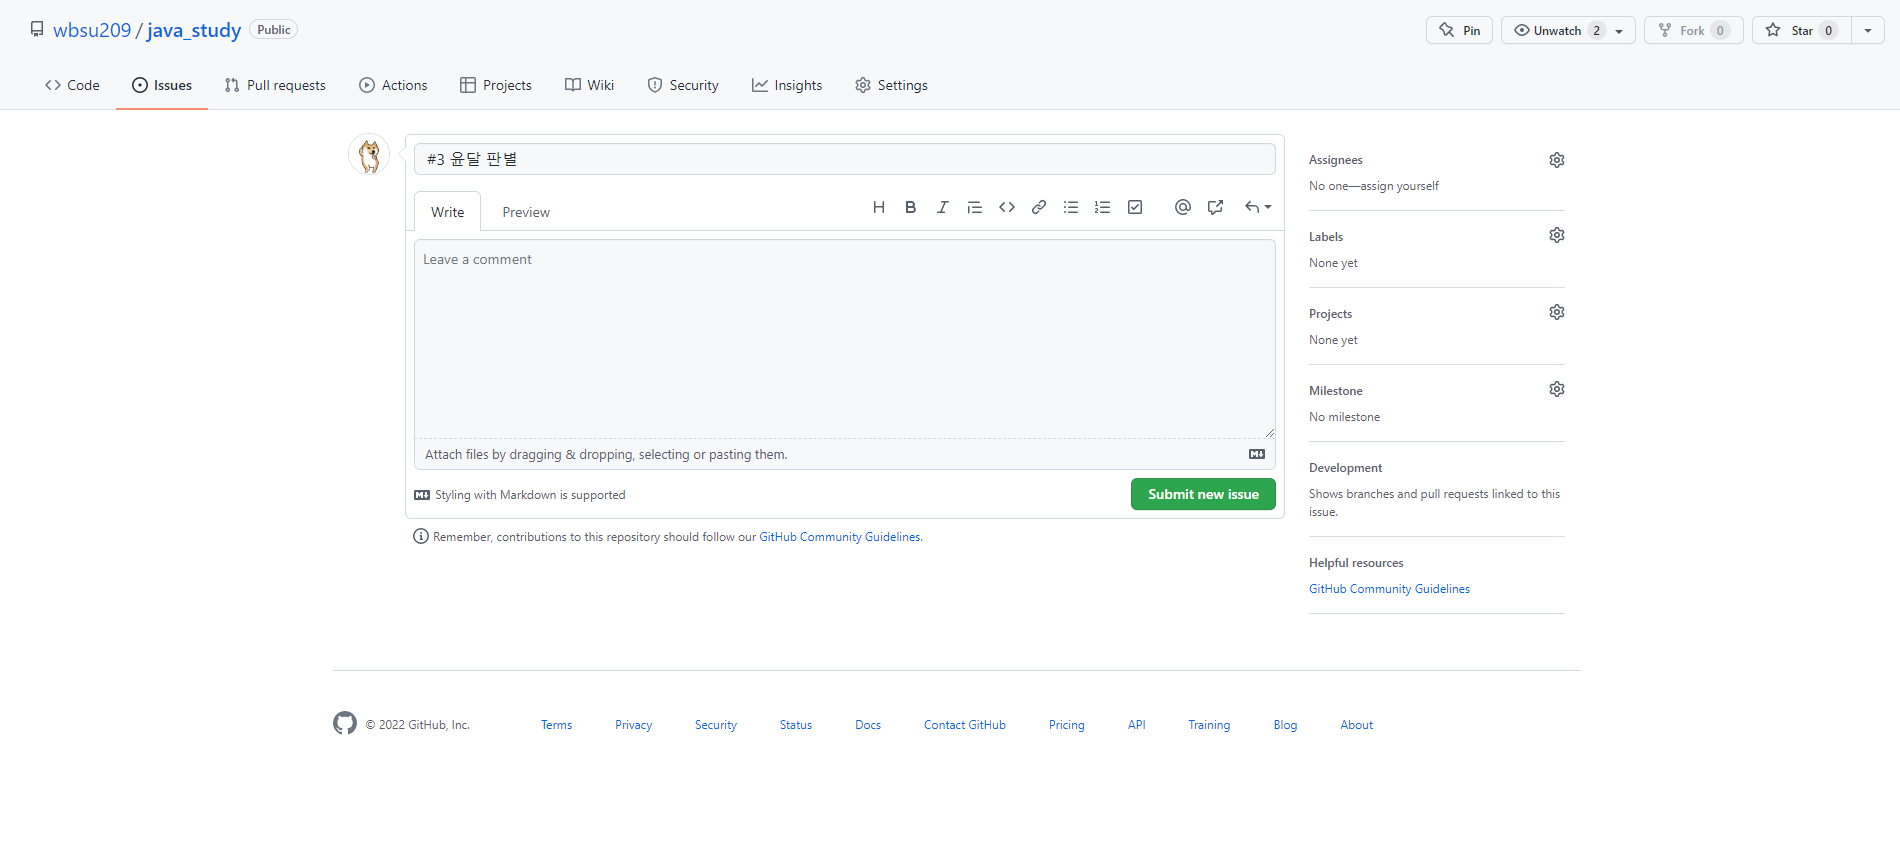 wbsu209 / java_study Public
Pin Unwatch 2 Fork 0 Star 0
Code Issues Pull requests Actions Projects Wiki Security Insights Settings
#3 윤달 판별
Write Preview
Leave a comment
Attach files by dragging & dropping, selecting or pasting them.
Styling with Markdown is supported
Submit new issue
Remember, contributions to this repository should follow our GitHub Community Guidelines.
Assignees
No one—assign yourself
Labels
None yet
Projects
None yet
Milestone
No milestone
Development
Shows branches and pull requests linked to this
issue.
Helpful resources
GitHub Community Guidelines
© 2022 GitHub, Inc. Terms Privacy Security Status Docs Contact GitHub Pricing API Training Blog About